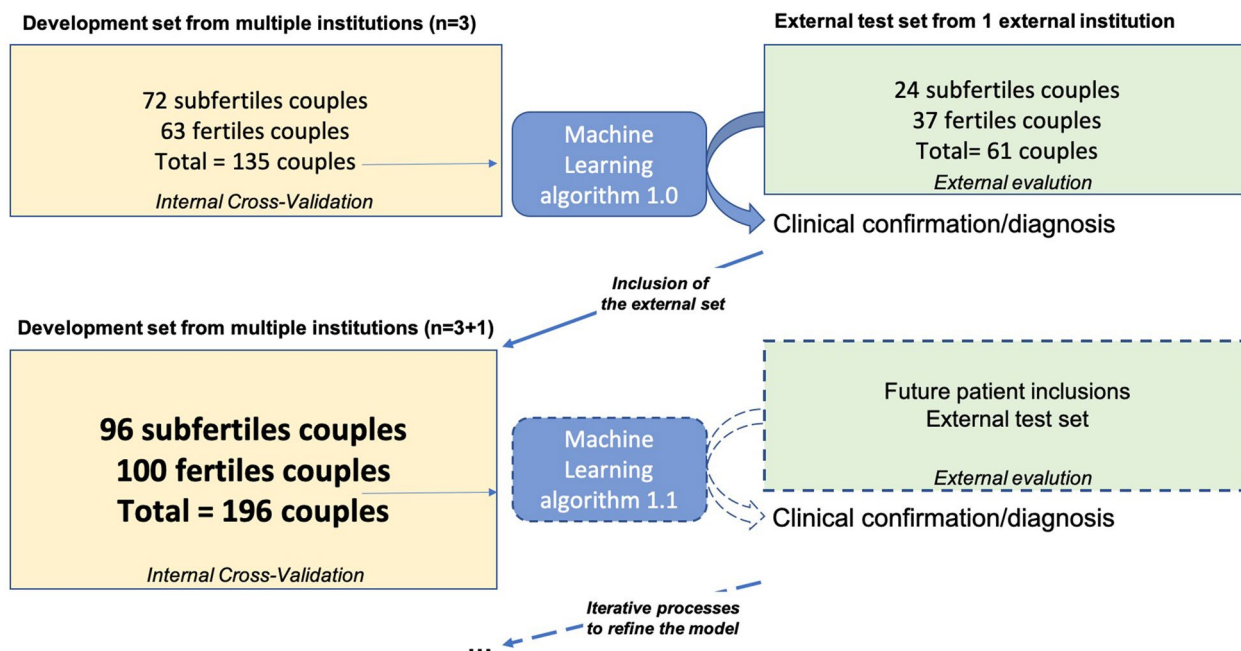 Development set from multiple institutions (n=3)
72 subfertiles couples
63 fertiles couples
Total = 135 couples
Internal Cross-Validation
Machine
Learning
algorithm 1.0
External test set from 1 external institution
24 subfertiles couples
37 fertiles couples
Total= 61 couples
External evalution
Clinical confirmation/diagnosis
Inclusion of
the external set
Development set from multiple institutions (n=3+1)
96 subfertiles couples
100 fertiles couples
Total = 196 couples
Internal Cross-Validation
Machine
Learning
algorithm 1.1
Future patient inclusions
External test set
External evalution
Clinical confirmation/diagnosis
Iterative processes
to refine the model
...